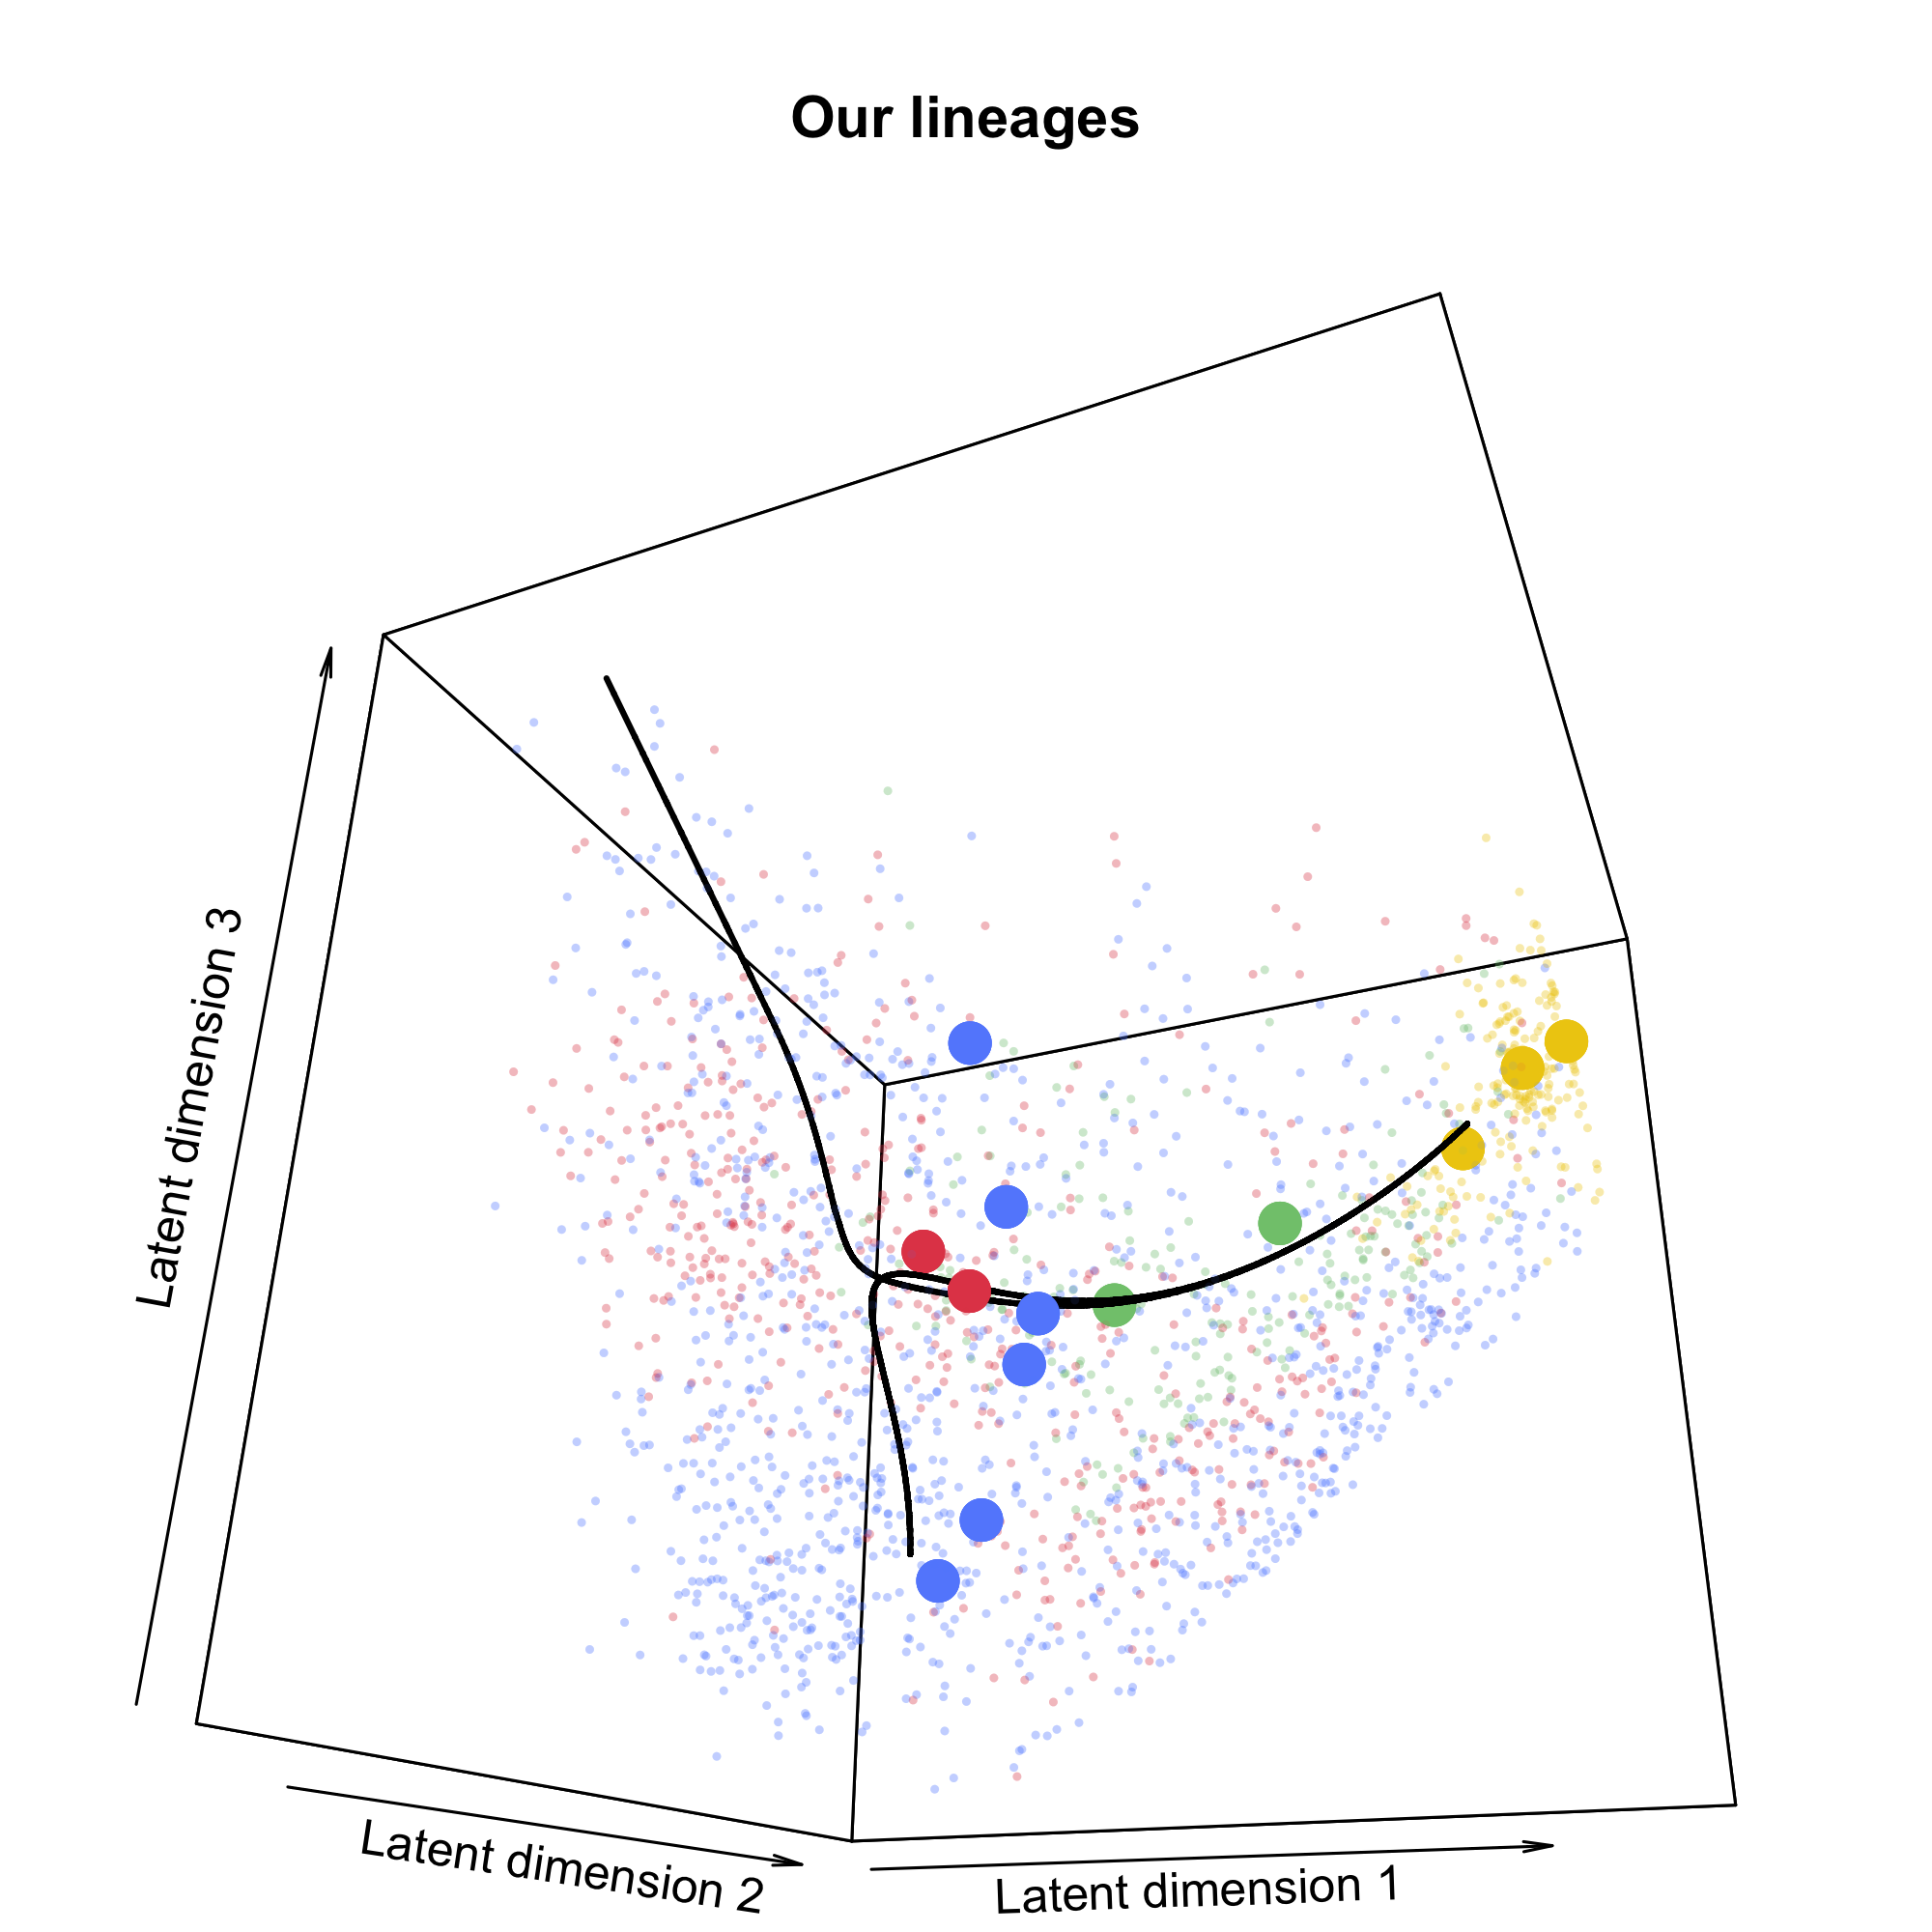 Our lineages
Latent dimension 3
Latent dimension 2
Latent dimension 1